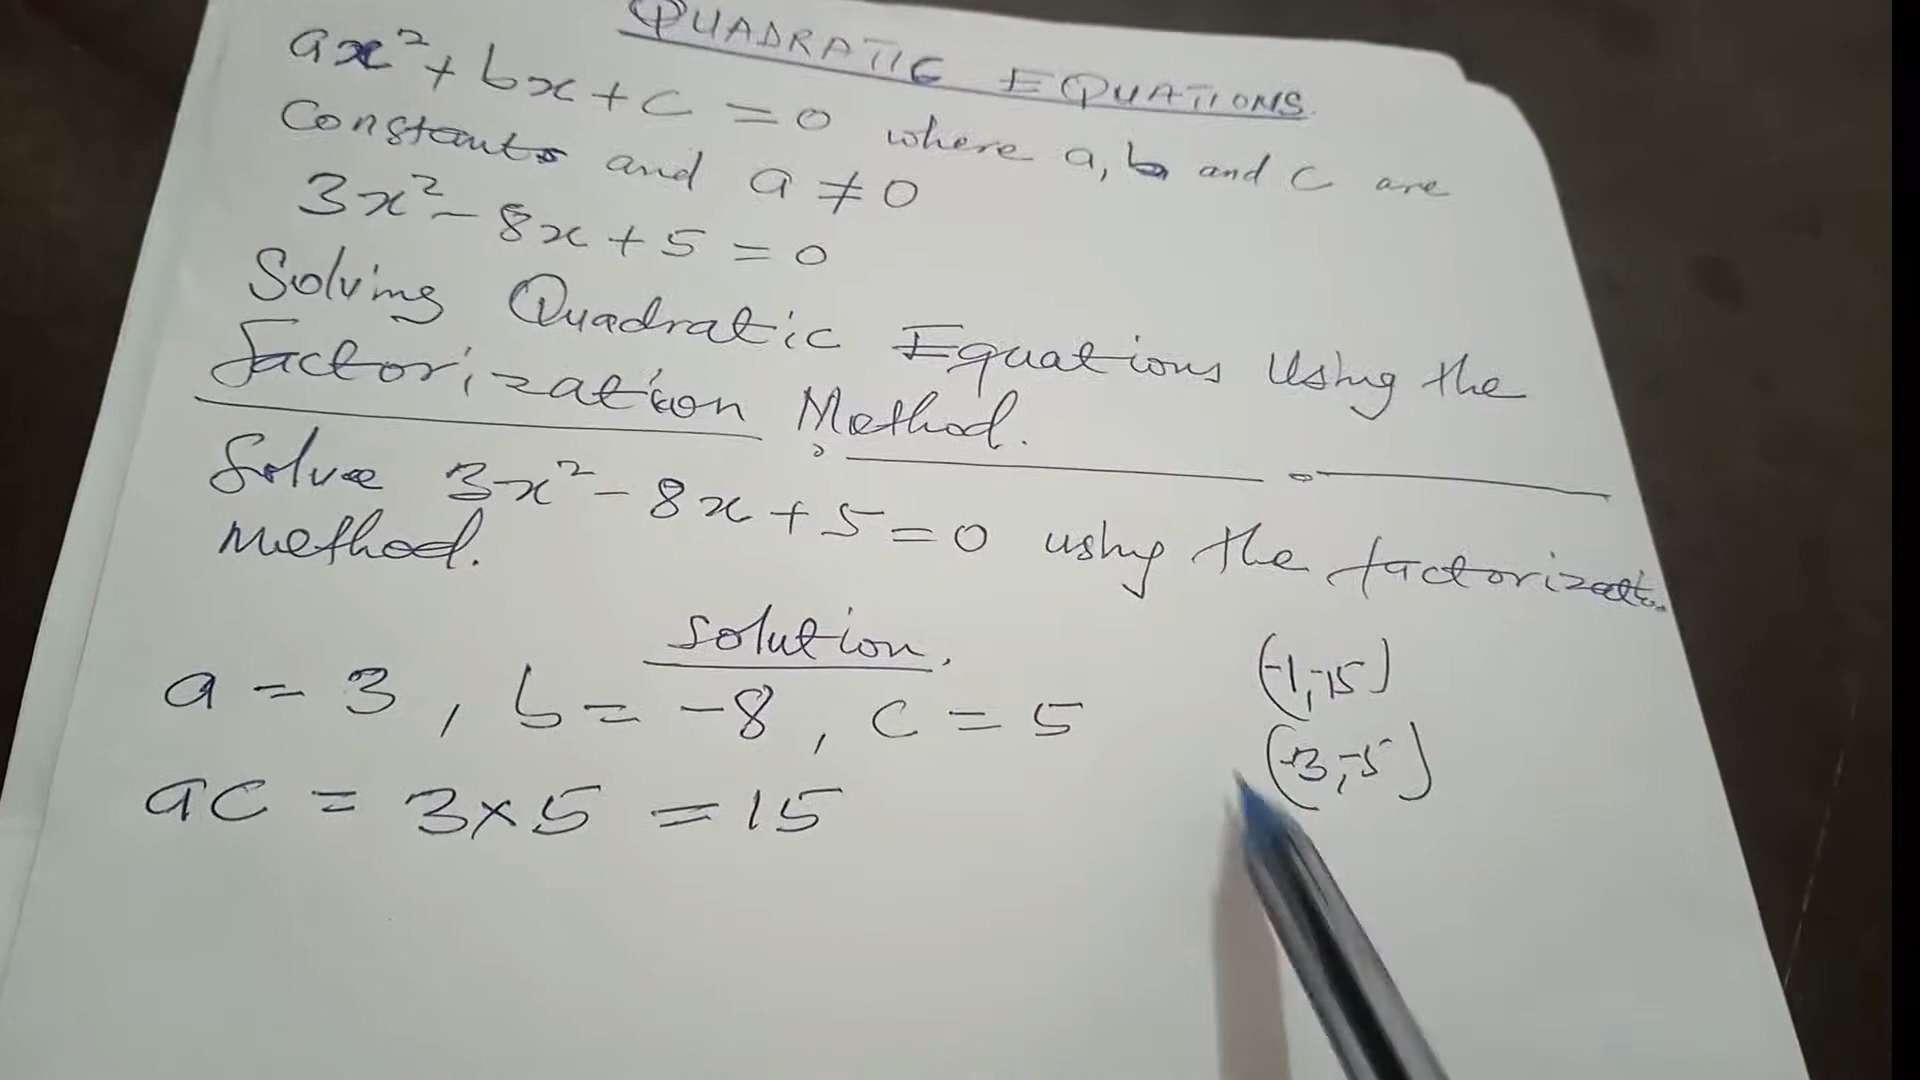 QUADRATIC EQUATIONS.
ax² + bx + c = 0 where a, b and c are
Constants and a ≠ 0
3x² - 8x + 5 = 0
Solving Quadratic Equations Using the
Factorization Method.
Solve 3x² - 8x + 5 = 0 using the
method.
solution.
a = 3, b = -8, c = 5
ac = 3×5 = 15
(-1,-15)
(-3,-5)